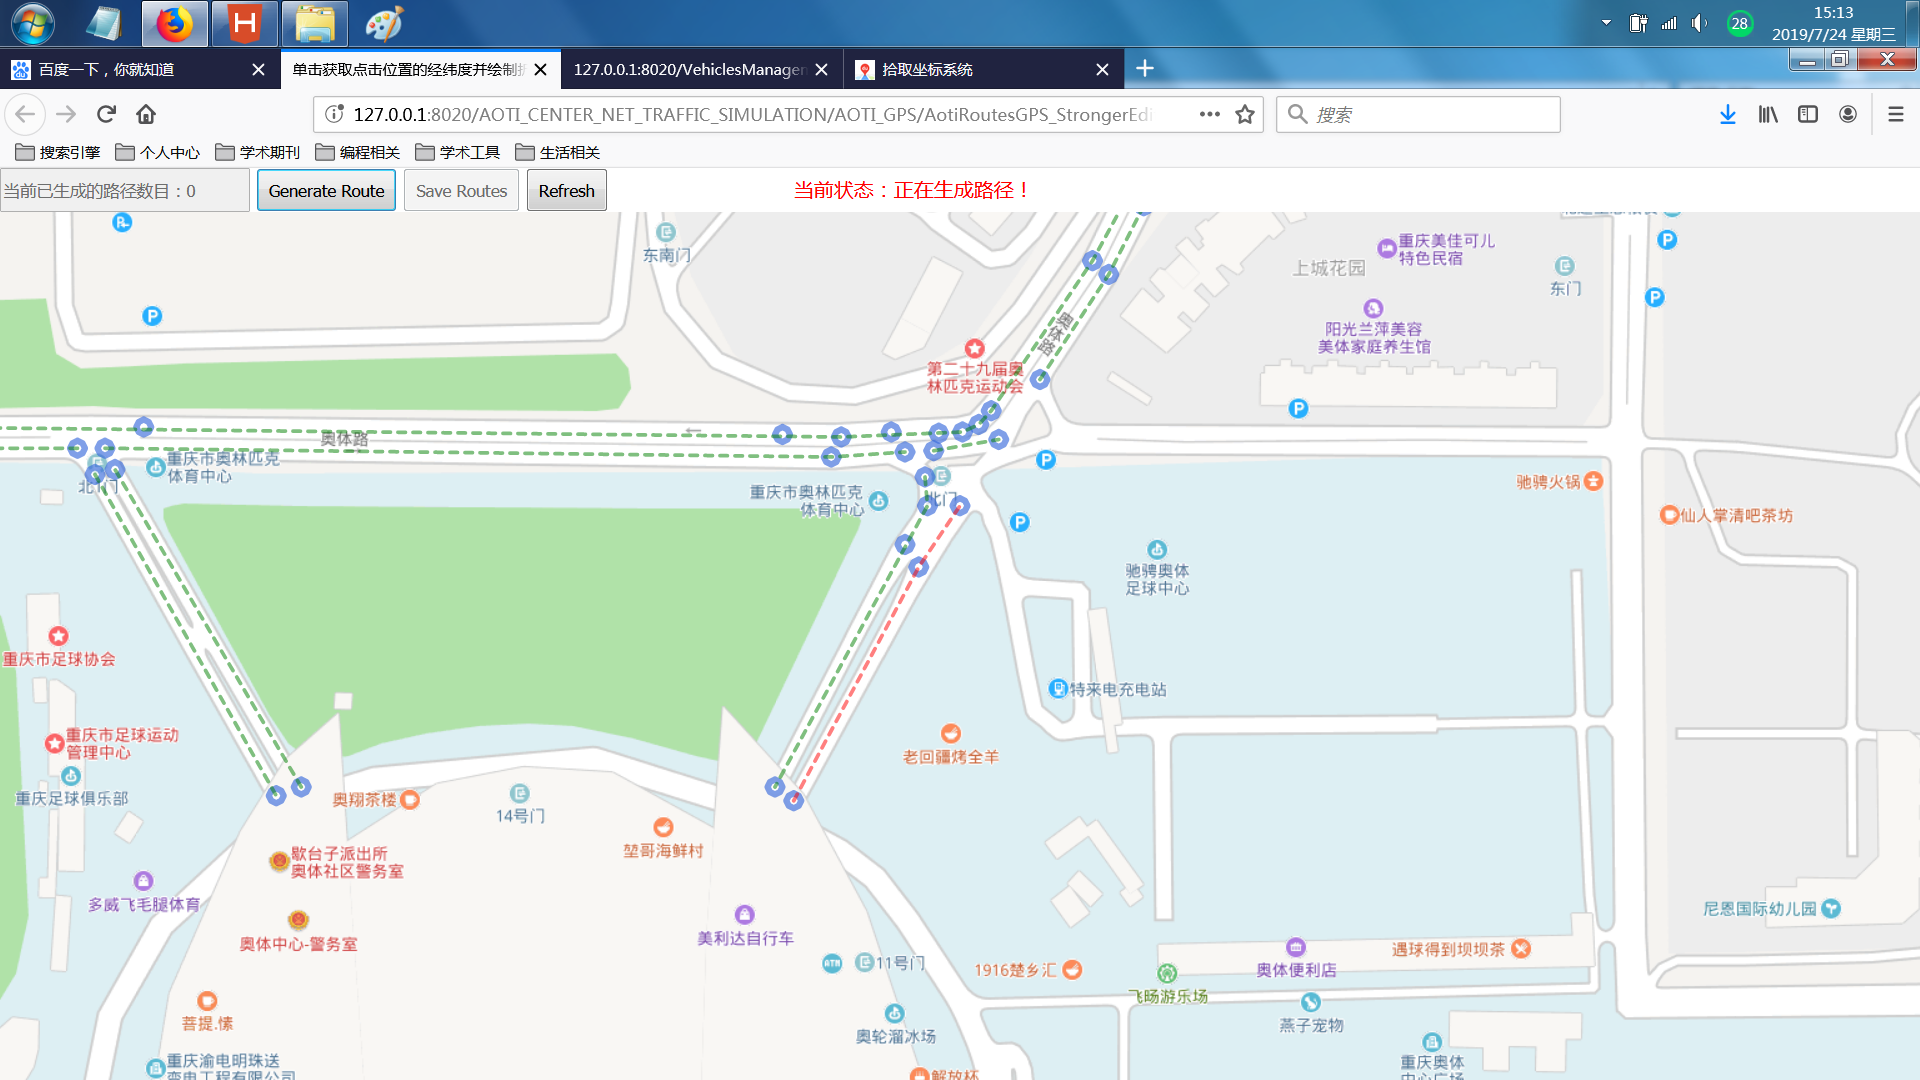 28
15:13
2019/7/24 星期三
百度一下，你就知道
单击获取点击位置的经纬度并绘制折
127.0.0.1:8020/VehiclesManager
拾取坐标系统
127.0.0.1:8020/AOTI_CENTER_NET_TRAFFIC_SIMULATION/AOTI_GPS/AotiRoutesGPS_StrongerEdi
搜索
搜索引擎
个人中心
学术期刊
编程相关
学术工具
生活相关
当前已生成的路径数目：0
Generate Route
Save Routes
Refresh
当前状态：正在生成路径！
P
东南门
上城花园
重庆美佳可儿
特色民宿
P
东门
P
P
奥体路
阳光兰萍美容
美体家庭养生馆
第二十九届奥
林匹克运动会
P
奥体路
重庆市奥林匹克
体育中心
P
北门
重庆市奥林匹克
体育中心
北门
驰骋火锅
仙人掌清吧茶坊
P
驰骋奥体
足球中心
重庆市足球协会
特来电充电站
重庆市足球运动
管理中心
老回疆烤全羊
重庆足球俱乐部
奥翔茶楼
14号门
堃哥海鲜村
歇台子派出所
奥体社区警务室
多威飞毛腿体育
尼恩国际幼儿园
奥体中心-警务室
美利达自行车
遇球得到坝坝茶
ATM
11号门
1916楚乡汇
奥体便利店
飞旸游乐场
菩提.愫
燕子宠物
奥轮溜冰场
重庆渝电明珠送
变电工程有限公司
重庆奥体
中心广场
解放杯